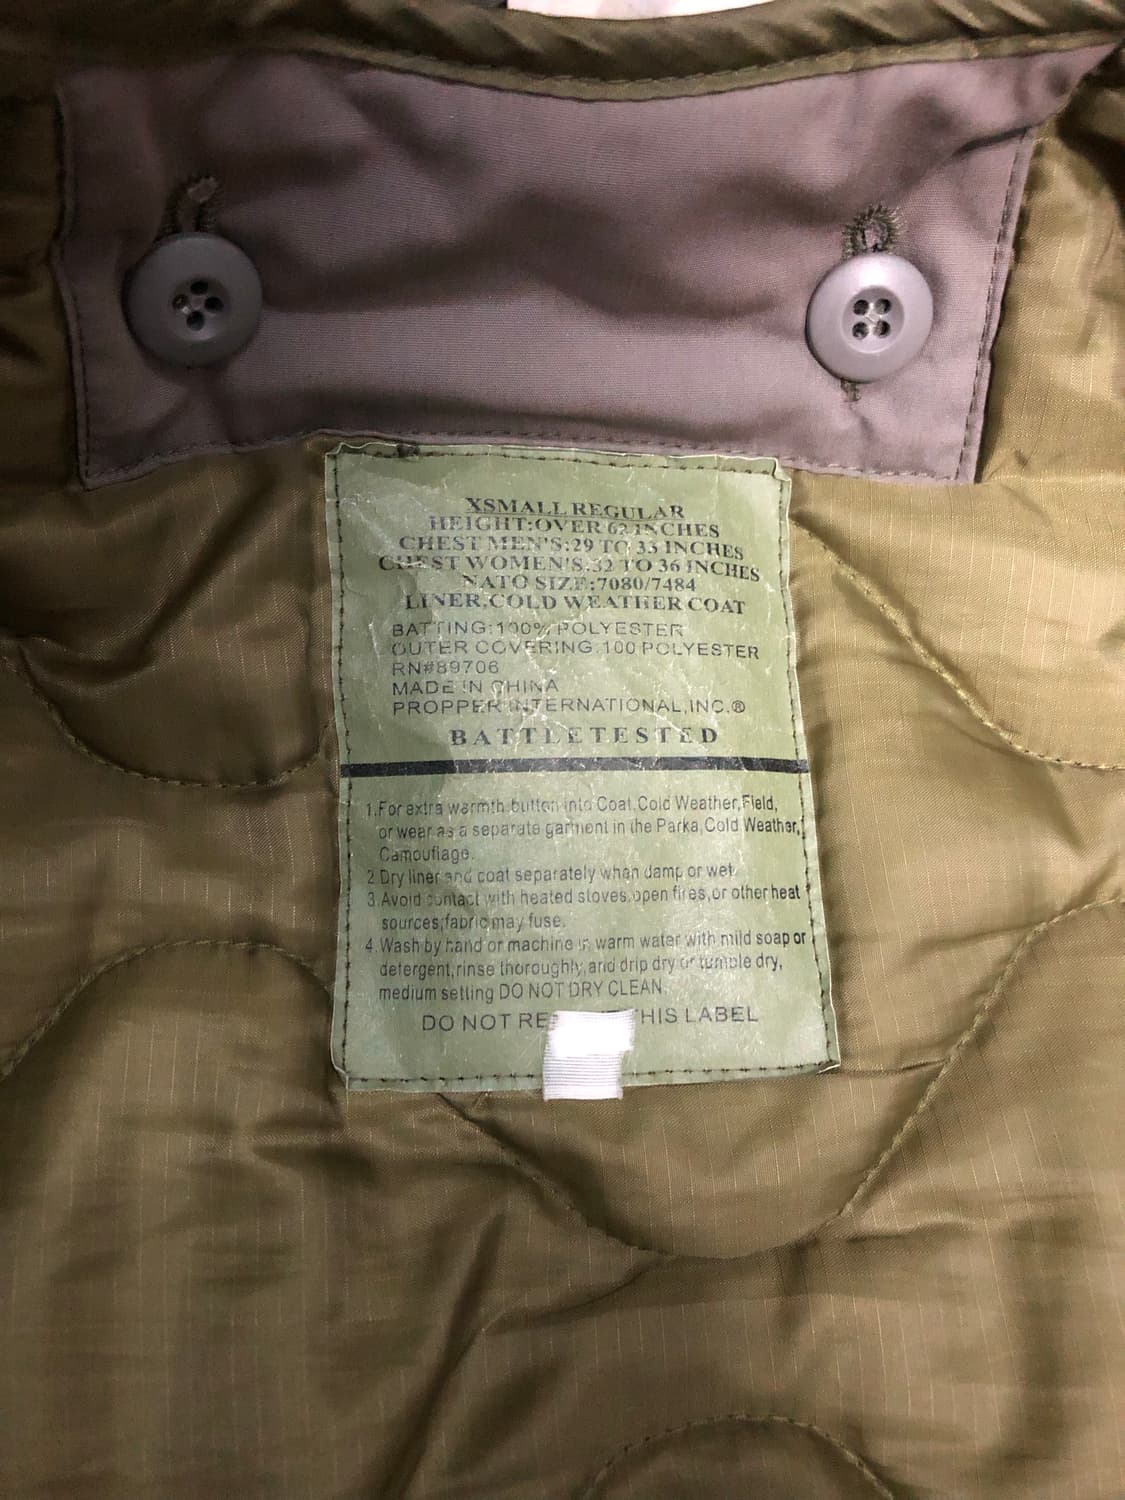 XSMALL REGULAR
HEIGHT:OVER 62 INCHES
CHEST MEN'S:29 TO 33 INCHES
CHEST WOMEN'S:32 TO 36 INCHES
NATO SIZE:7080/7484
LINER,COLD WEATHER COAT
BATTING:100% POLYESTER
OUTER COVERING:100 POLYESTER
RN#89706
MADE IN CHINA
PROPPER INTERNATIONAL,INC.®
BATTLETESTED
1.For extra warmth button into Coat,Cold Weather,Field,
or wear as a separate garment in the Parka,Cold Weather,
Camouflage.
2.Dry liner and coat separately when damp or wet.
3.Avoid contact with heated stoves,open fires,or other heat
sources;fabric may fuse.
4.Wash by hand or machine in warm water with mild soap or
detergent,rinse thoroughly,and drip dry or tumble dry,
medium setting DO NOT DRY CLEAN.
DO NOT LABEL